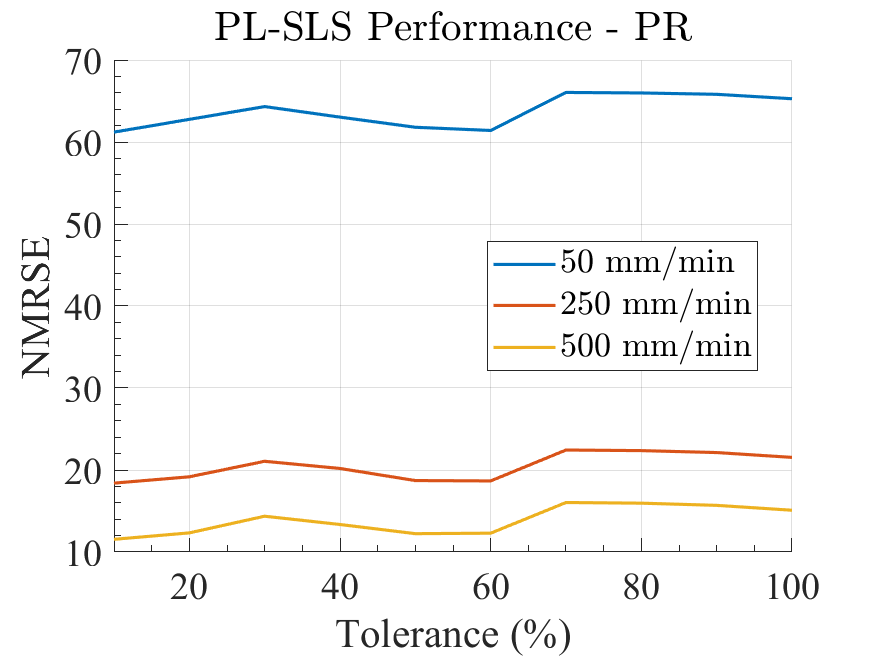 PL-SLS Performance - PR
70
60
50
40
30
20
10
NMRSE
50 mm/min
250 mm/min
500 mm/min
20 40 60 80 100
Tolerance (%)